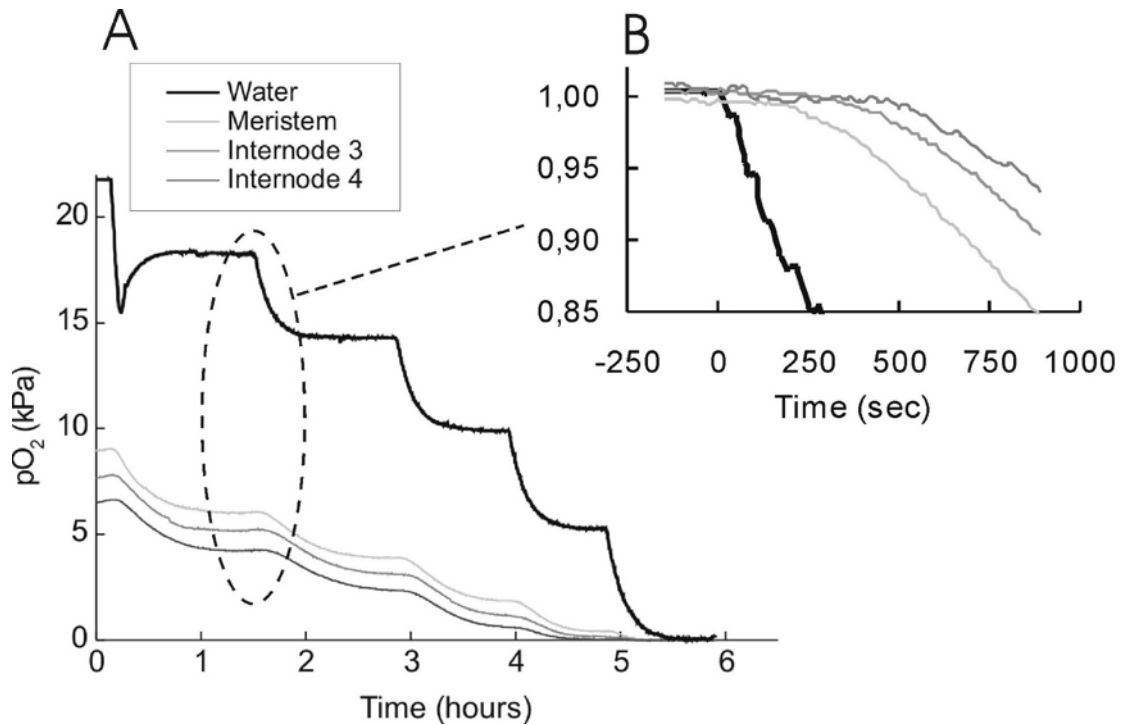 A
Water
Meristem
Internode 3
Internode 4
20
15
10
5
0
pO2 (kPa)
0 1 2 3 4 5 6
Time (hours)
B
1,00
0,95
0,90
0,85
-250 0 250 500 750 1000
Time (sec)